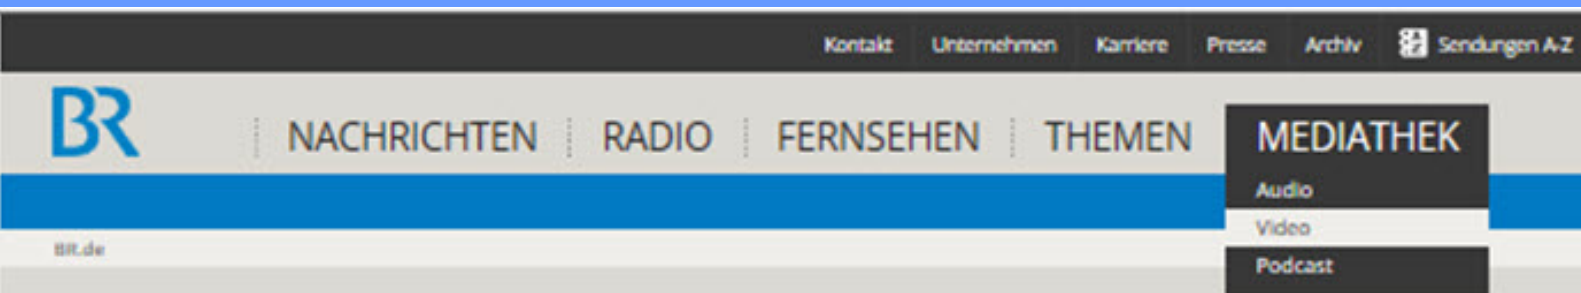 Kontakt Unternehmen Karriere Presse Archiv Sendungen A-Z
BR NACHRICHTEN RADIO FERNSEHEN THEMEN MEDIATHEK
Audio
Video
BR.de
Podcast